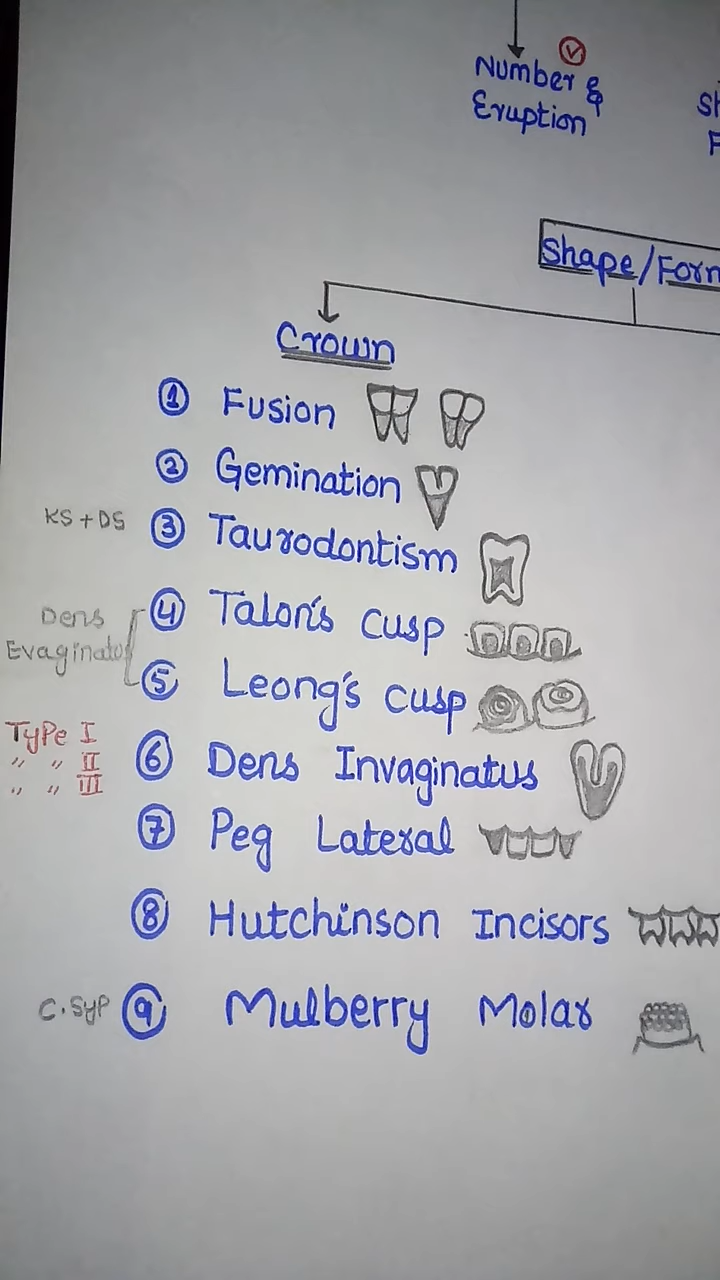 Number &
Eruption
Sh
F
Shape/Form
Crown
① Fusion
② Gemination
KS + DS ③ Taurodontism
Dens
Evaginatus
④ Talon's cusp
⑤ Leong's cusp
Type I
" " II
" " III
⑥ Dens Invaginatus
⑦ Peg Lateral
⑧ Hutchinson Incisors
C. Syp ⑨ Mulberry Molar